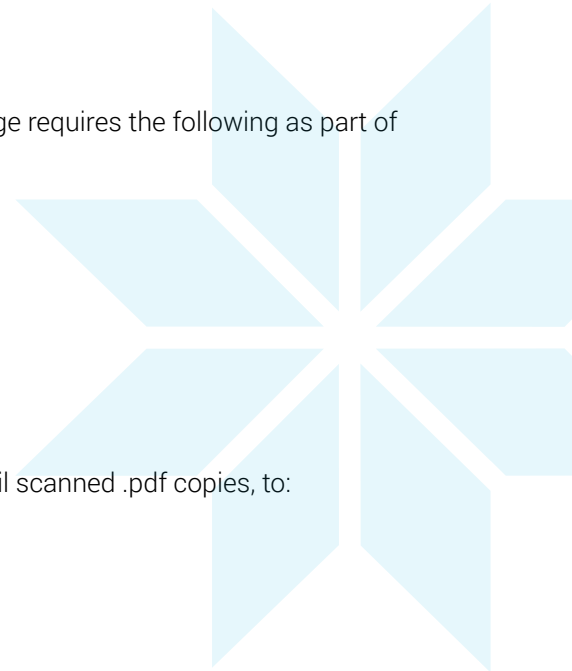 ge requires the following as part of
il scanned .pdf copies, to: